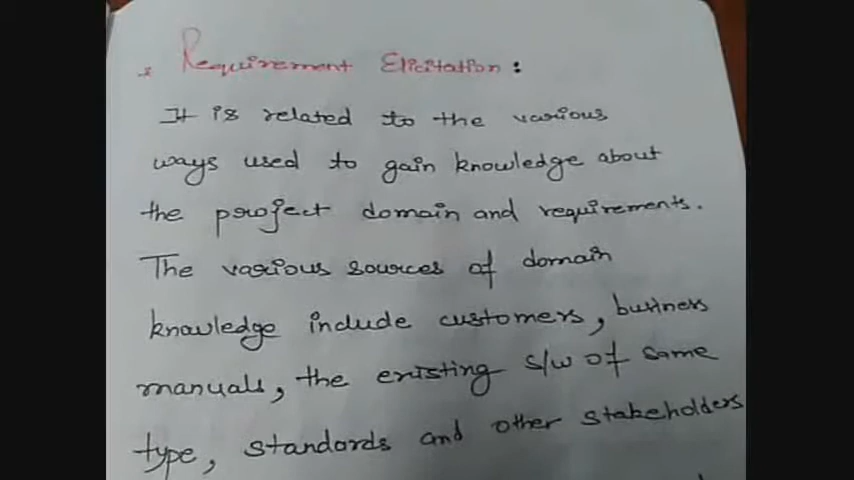 Requirement Elicitation :
It is related to the various
ways used to gain knowledge about
the project domain and requirements.
The various sources of domain
knowledge include customers, business
manuals, the existing s/w of same
type, standards and other stakeholders